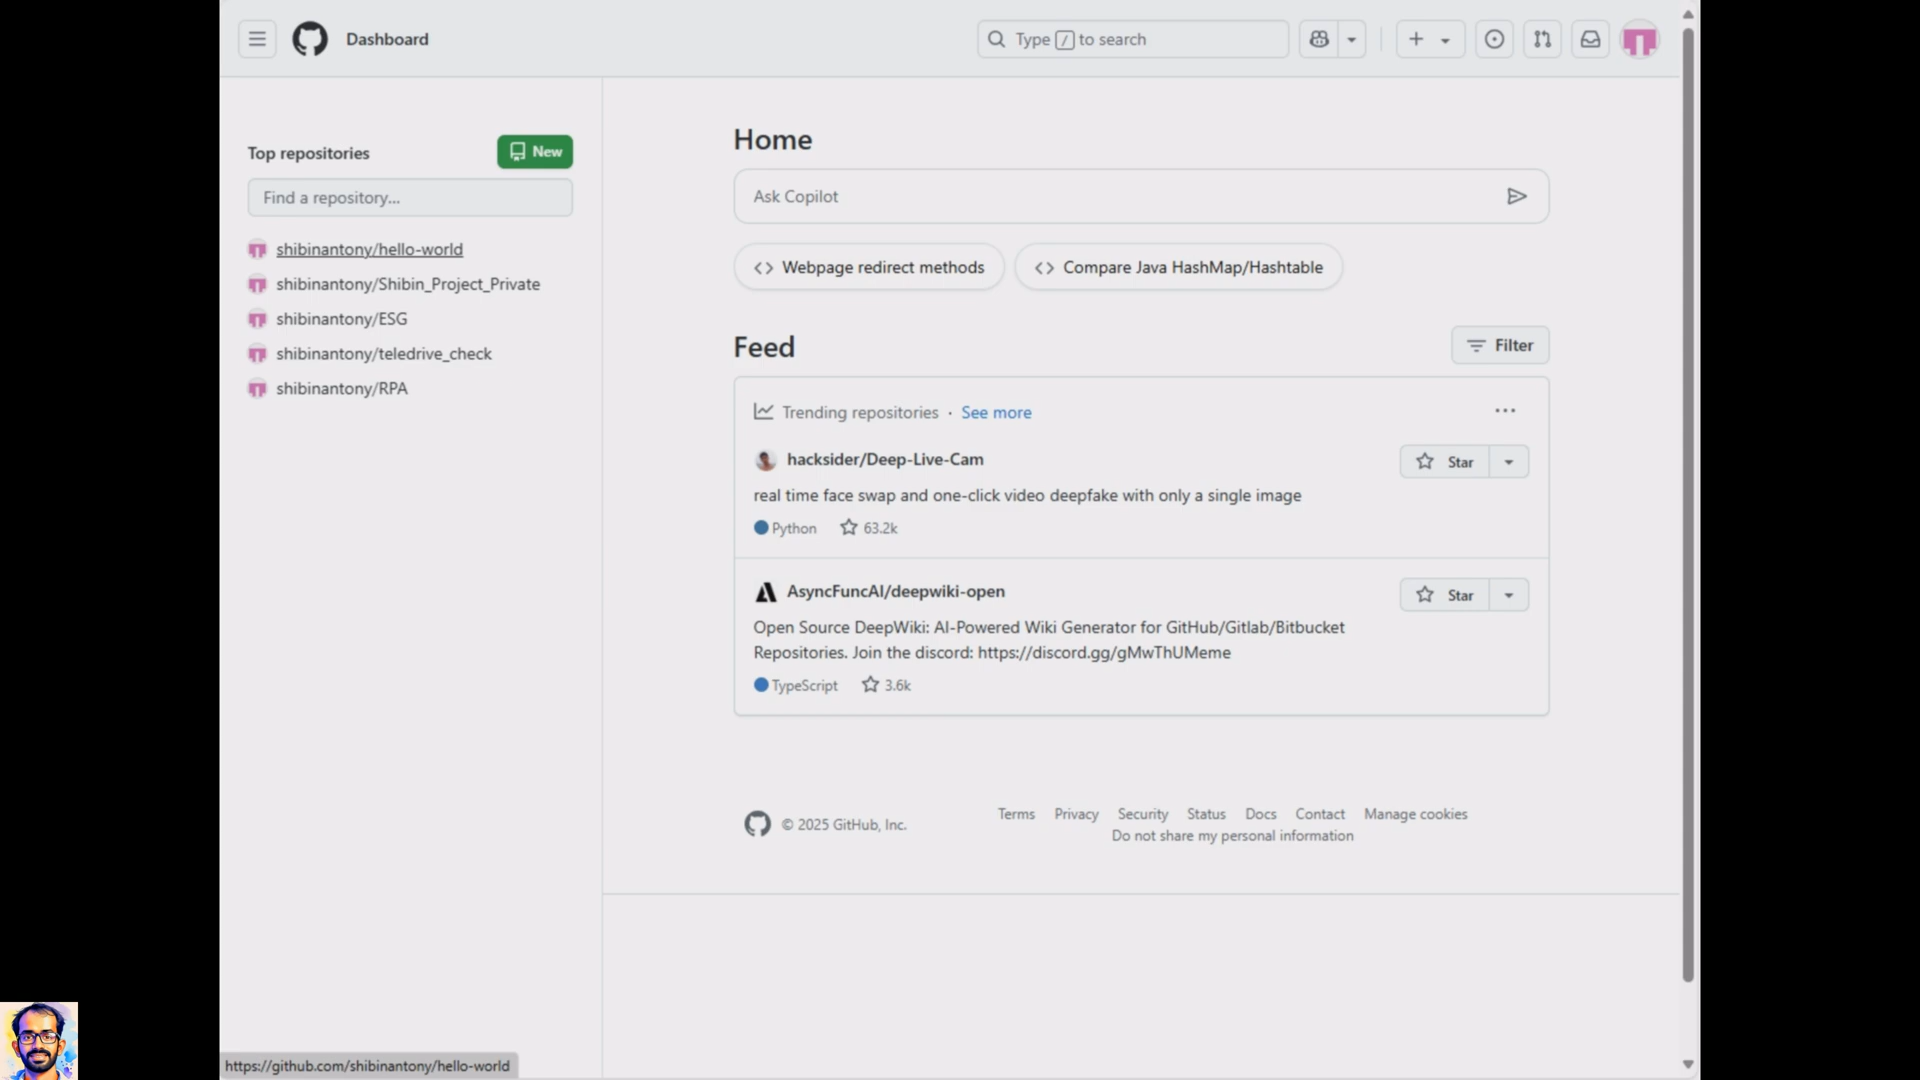 Dashboard
Type / to search
Top repositories
New
Find a repository...
shibinantony/hello-world
shibinantony/Shibin_Project_Private
shibinantony/ESG
shibinantony/teledrive_check
shibinantony/RPA
Home
Ask Copilot
Webpage redirect methods
Compare Java HashMap/Hashtable
Feed
Filter
Trending repositories · See more
hacksider/Deep-Live-Cam
Star
real time face swap and one-click video deepfake with only a single image
Python 63.2k
AsyncFuncAI/deepwiki-open
Star
Open Source DeepWiki: AI-Powered Wiki Generator for GitHub/Gitlab/Bitbucket
Repositories. Join the discord: https://discord.gg/gMwThUMeme
TypeScript 3.6k
© 2025 GitHub, Inc.
Terms Privacy Security Status Docs Contact Manage cookies
Do not share my personal information
https://github.com/shibinantony/hello-world